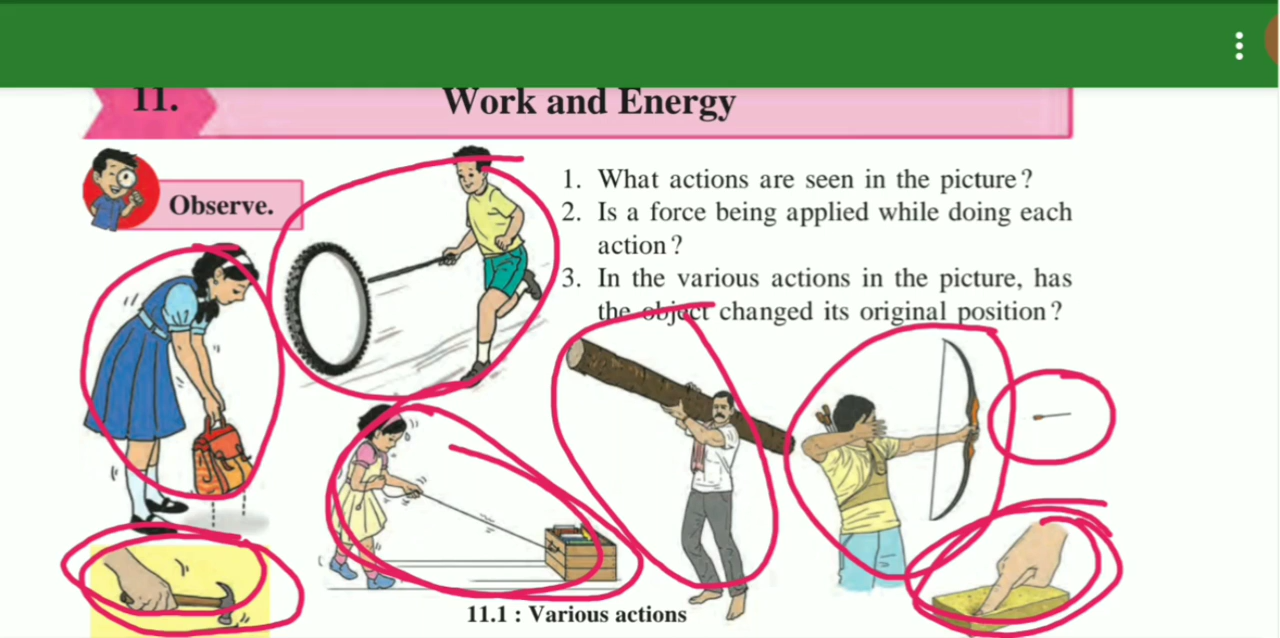 11.
Work and Energy
Observe.
1. What actions are seen in the picture?
2. Is a force being applied while doing each
action?
3. In the various actions in the picture, has
the object changed its original position?
11.1 : Various actions